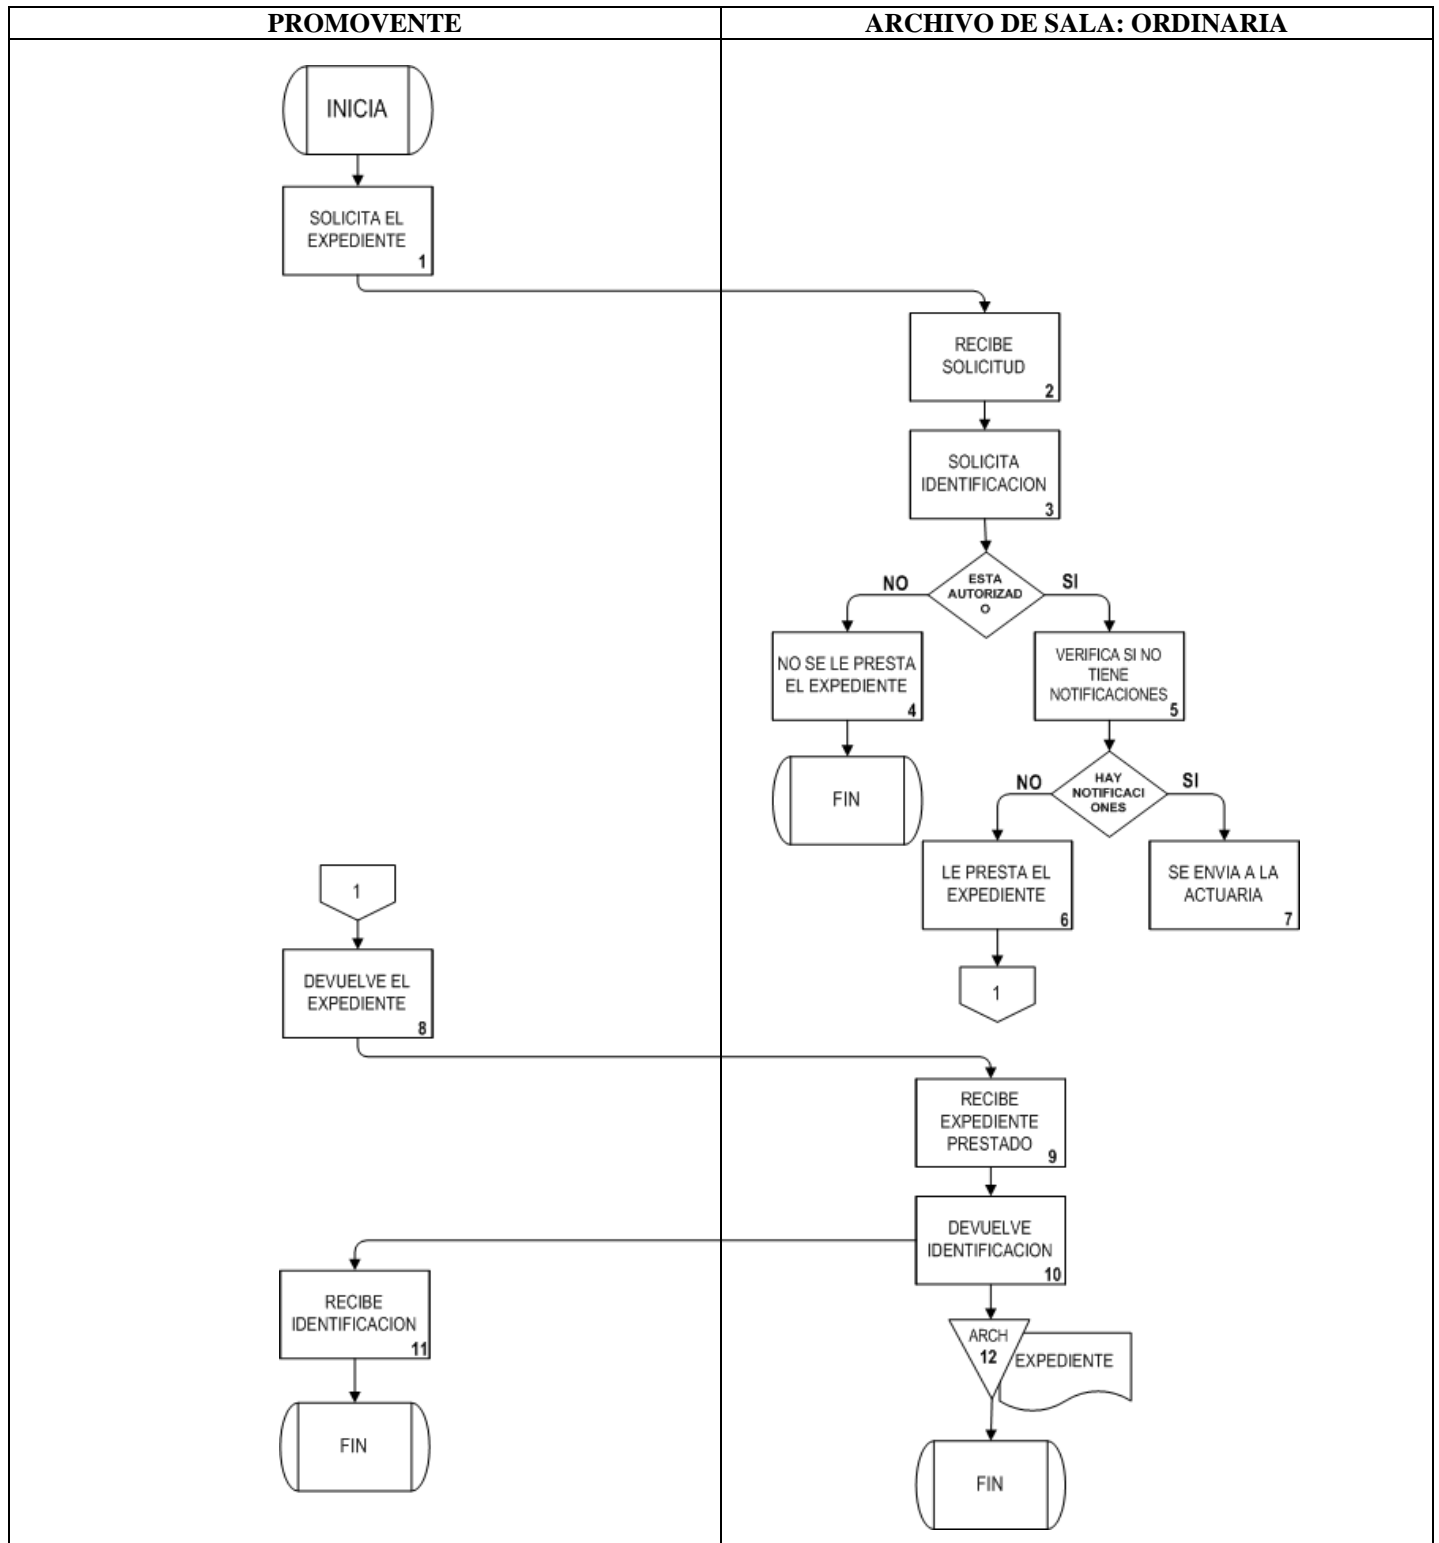 PROMOVENTE
ARCHIVO DE SALA: ORDINARIA
INICIA
SOLICITA EL
EXPEDIENTE
1
RECIBE
SOLICITUD
2
SOLICITA
IDENTIFICACION
3
ESTA
AUTORIZAD
O
NO
SI
NO SE LE PRESTA
EL EXPEDIENTE
4
VERIFICA SI NO
TIENE
NOTIFICACIONES
5
FIN
HAY
NOTIFICACI
ONES
NO
SI
LE PRESTA EL
EXPEDIENTE
6
SE ENVIA A LA
ACTUARIA
7
1
1
DEVUELVE EL
EXPEDIENTE
8
RECIBE
EXPEDIENTE
PRESTADO
9
DEVUELVE
IDENTIFICACION
10
RECIBE
IDENTIFICACION
11
ARCH
12
EXPEDIENTE
FIN
FIN